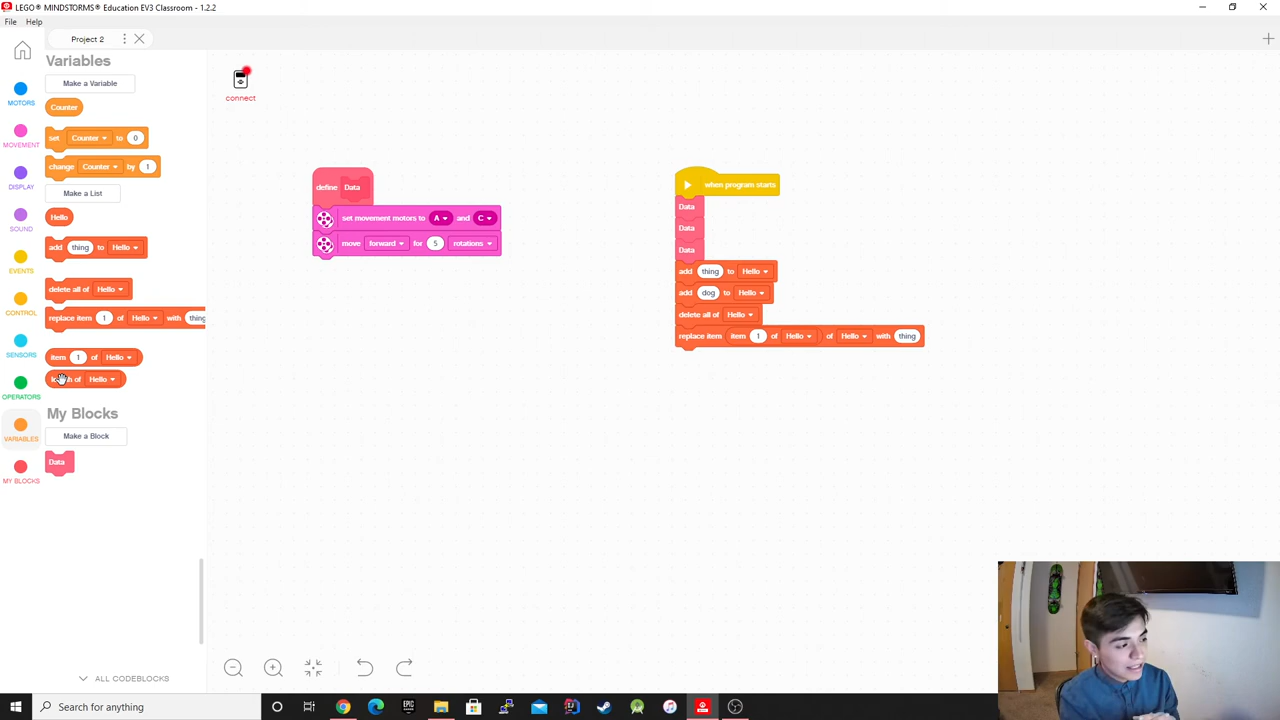 LEGO® MINDSTORMS® Education EV3 Classroom - 1.2.2
File Help
Project 2
Variables
Make a Variable
Counter
set Counter to 0
change Counter by 1
Make a List
Hello
add thing to Hello
delete all of Hello
replace item 1 of Hello with thing
item 1 of Hello
of Hello
My Blocks
Make a Block
Data
MOTORS
MOVEMENT
DISPLAY
SOUND
EVENTS
CONTROL
SENSORS
OPERATORS
VARIABLES
MY BLOCKS
ALL CODEBLOCKS
connect
define Data
set movement motors to A and C
move forward for 5 rotations
when program starts
Data
Data
Data
add thing to Hello
add dog to Hello
delete all of Hello
replace item item 1 of Hello of Hello with thing
Search for anything
EPIC